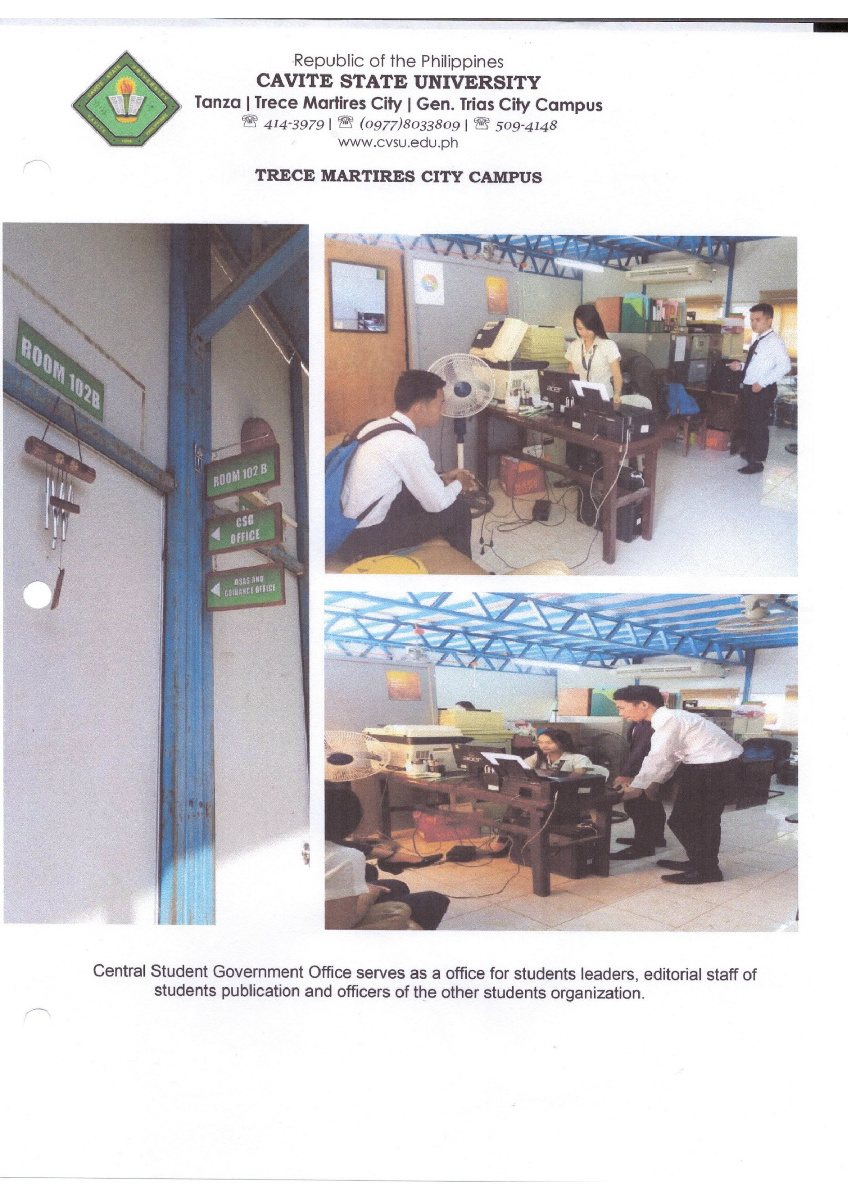 Republic of the Philippines
CAVITE STATE UNIVERSITY
Tanza | Trece Martires City | Gen. Trias City Campus
☏ 414-3979 | ☏ (0977)8033809 | ☏ 509-4148
www.cvsu.edu.ph
TRECE MARTIRES CITY CAMPUS
ROOM 102B
ROOM 102 B
CSG
OFFICE
OSAS AND
GUIDANCE OFFICE
acer
Central Student Government Office serves as a office for students leaders, editorial staff of
students publication and officers of the other students organization.